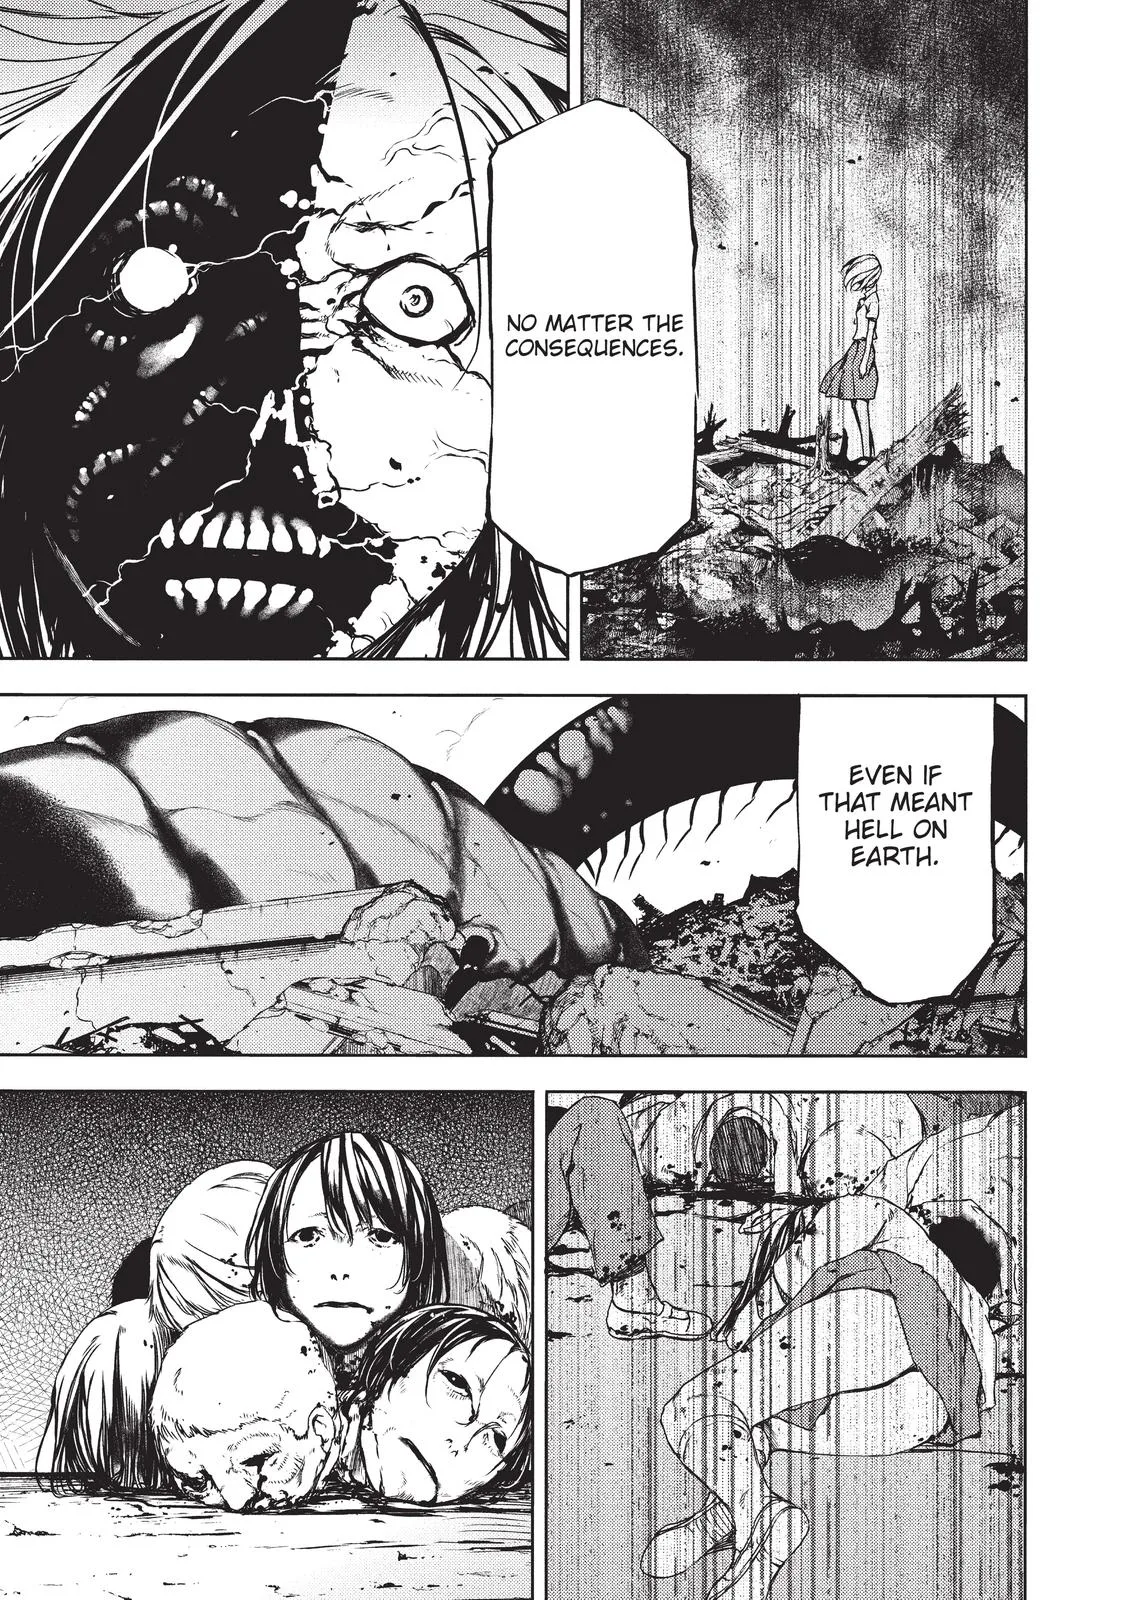 NO MATTER THE
CONSEQUENCES.
EVEN IF
THAT MEANT
HELL ON
EARTH.